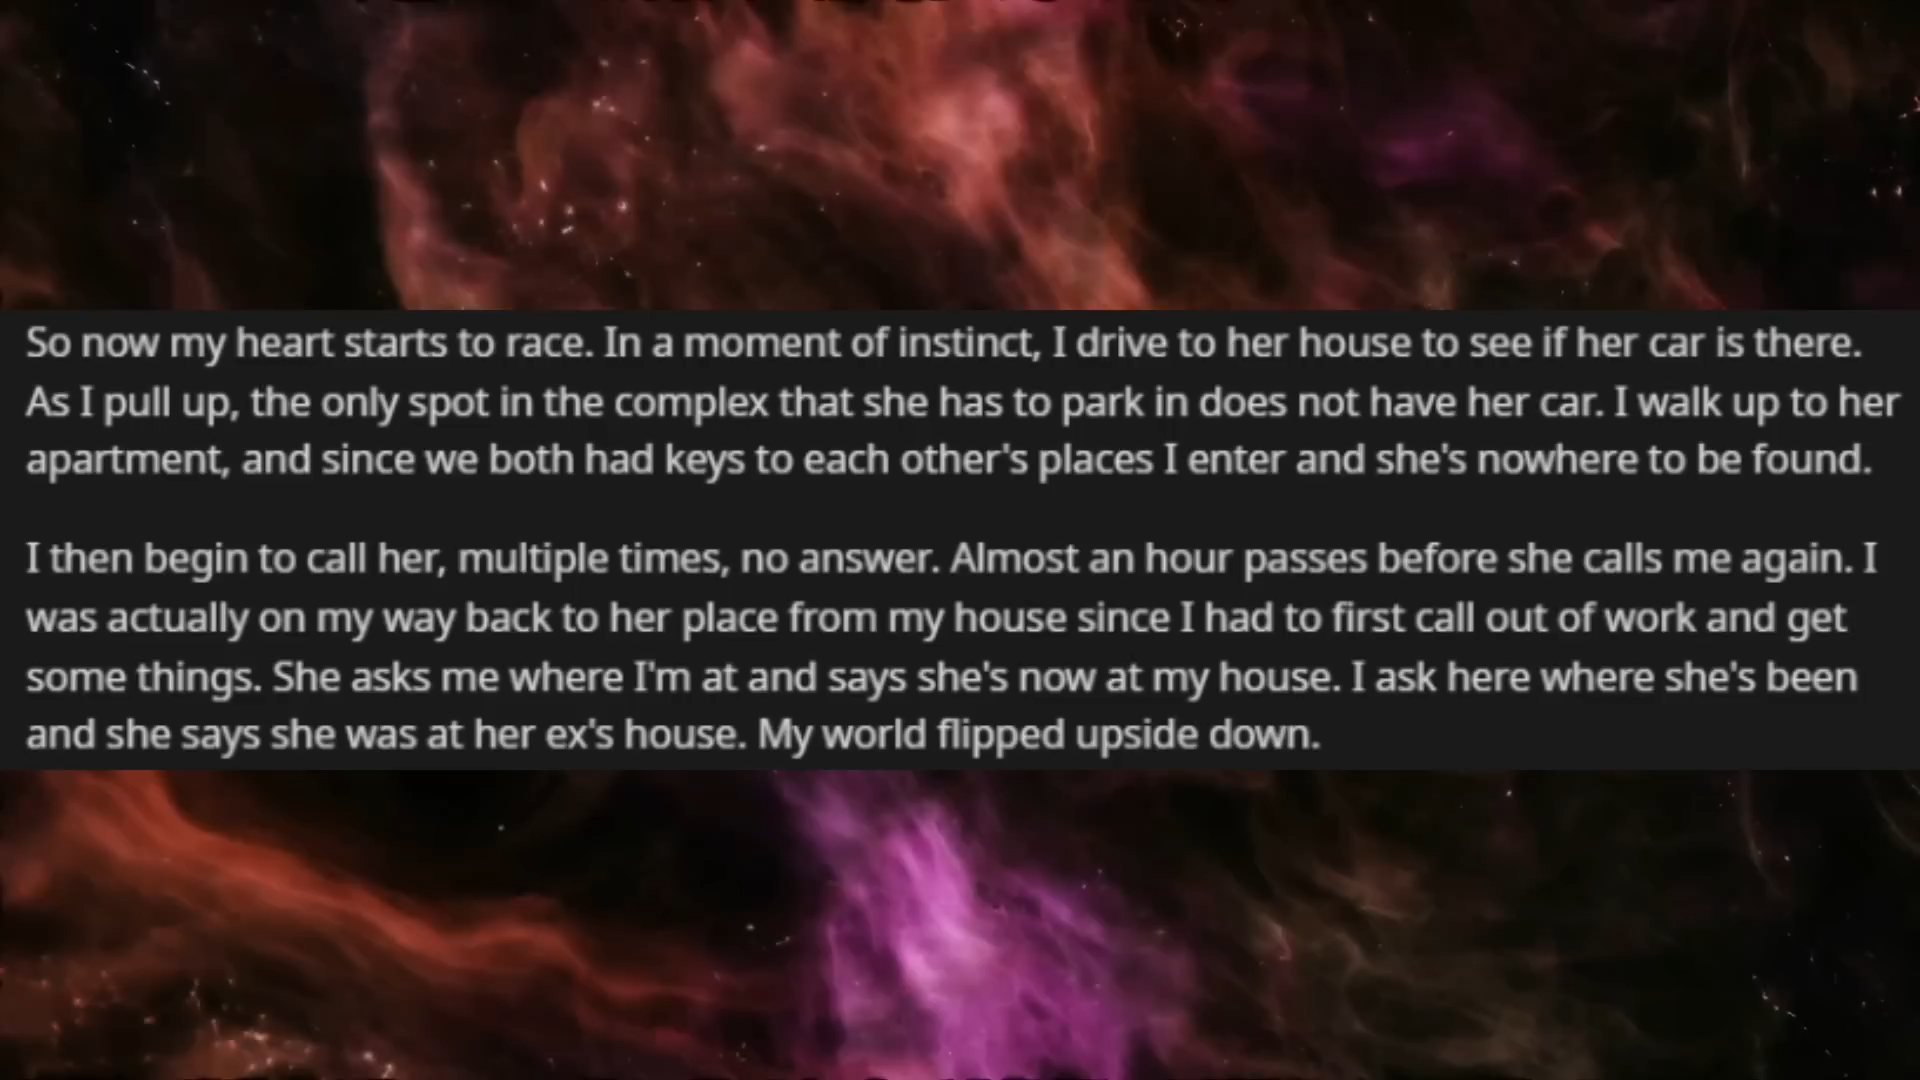 So now my heart starts to race. In a moment of instinct, I drive to her house to see if her car is there.
As I pull up, the only spot in the complex that she has to park in does not have her car. I walk up to her
apartment, and since we both had keys to each other's places I enter and she's nowhere to be found.
I then begin to call her, multiple times, no answer. Almost an hour passes before she calls me again. I
was actually on my way back to her place from my house since I had to first call out of work and get
some things. She asks me where I'm at and says she's now at my house. I ask here where she's been
and she says she was at her ex's house. My world flipped upside down.